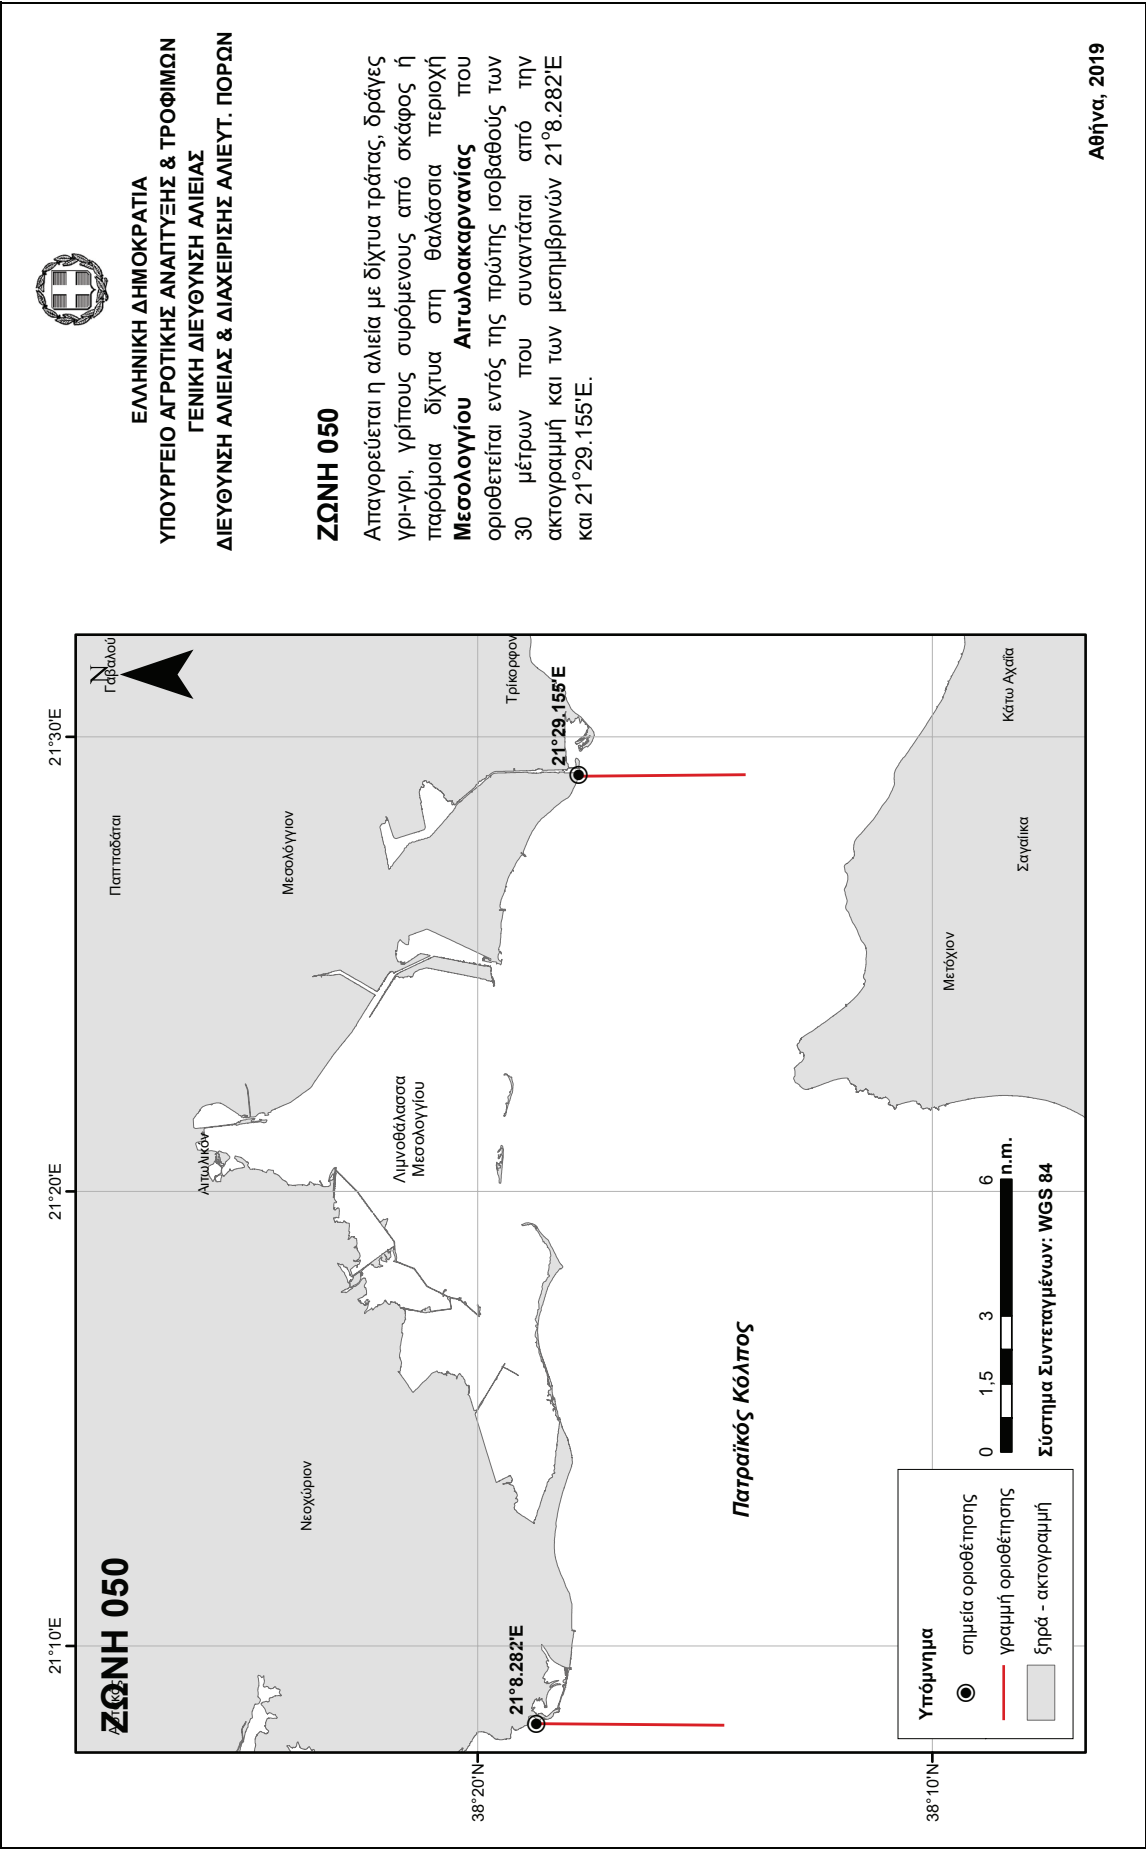 ΖΩΝΗ 050
21°10'E
21°20'E
21°30'E
38°20'N
38°10'N
N
Γαβαλού
Παππαδάται
Μεσολόγγιον
Τρίκορφον
21°29.155'E
Αιτωλικόν
Λιμνοθάλασσα
Μεσολογγίου
Νεοχώριον
21°8.282'E
Πατραϊκός Κόλπος
Κάτω Αχαΐα
Σαγαίικα
Μετόχιον
Υπόμνημα
σημεία οριοθέτησης
γραμμή οριοθέτησης
ξηρά - ακτογραμμή
0 1,5 3 6
n.m.
Σύστημα Συντεταγμένων: WGS 84
ΕΛΛΗΝΙΚΗ ΔΗΜΟΚΡΑΤΙΑ
ΥΠΟΥΡΓΕΙΟ ΑΓΡΟΤΙΚΗΣ ΑΝΑΠΤΥΞΗΣ & ΤΡΟΦΙΜΩΝ
ΓΕΝΙΚΗ ΔΙΕΥΘΥΝΣΗ ΑΛΙΕΙΑΣ
ΔΙΕΥΘΥΝΣΗ ΑΛΙΕΙΑΣ & ΔΙΑΧΕΙΡΙΣΗΣ ΑΛΙΕΥΤ. ΠΟΡΩΝ
ΖΩΝΗ 050
Απαγορεύεται η αλιεία με δίχτυα τράτας, δράγες
γρι-γρι, γρίπους συρόμενους από σκάφος ή
παρόμοια δίχτυα στη θαλάσσια περιοχή
Μεσολογγίου Αιτωλοακαρνανίας που
οριοθετείται εντός της πρώτης ισοβαθούς των
30 μέτρων που συναντάται από την
ακτογραμμή και των μεσημβρινών 21°8.282'E
και 21°29.155'E.
Αθήνα, 2019